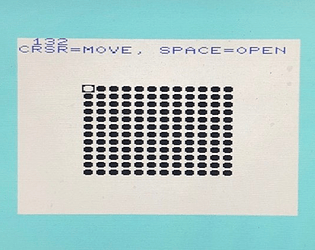 132
CRSR=MOVE, SPACE=OPEN